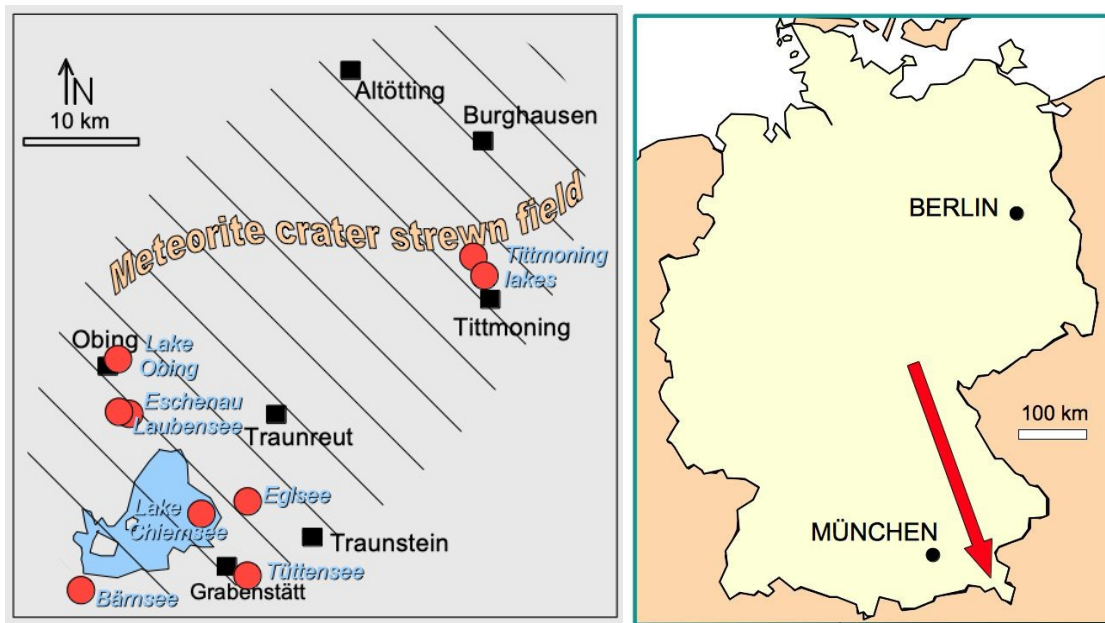 N
10 km
Altötting
Burghausen
Meteorite crater strewn field
Tittmoning
lakes
Tittmoning
Obing
Lake
Obing
Eschenau
Laubensee
Traunreut
Eglsee
Lake
Chiemsee
Traunstein
Tüttensee
Grabenstätt
Bärnsee
BERLIN
100 km
MÜNCHEN